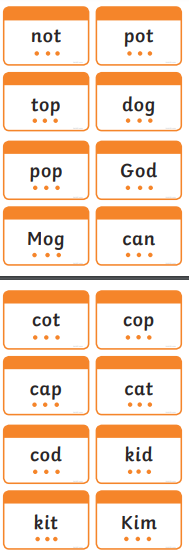 not pot
top dog
pop God
Mog can
cot cop
cap cat
cod kid
kit Kim